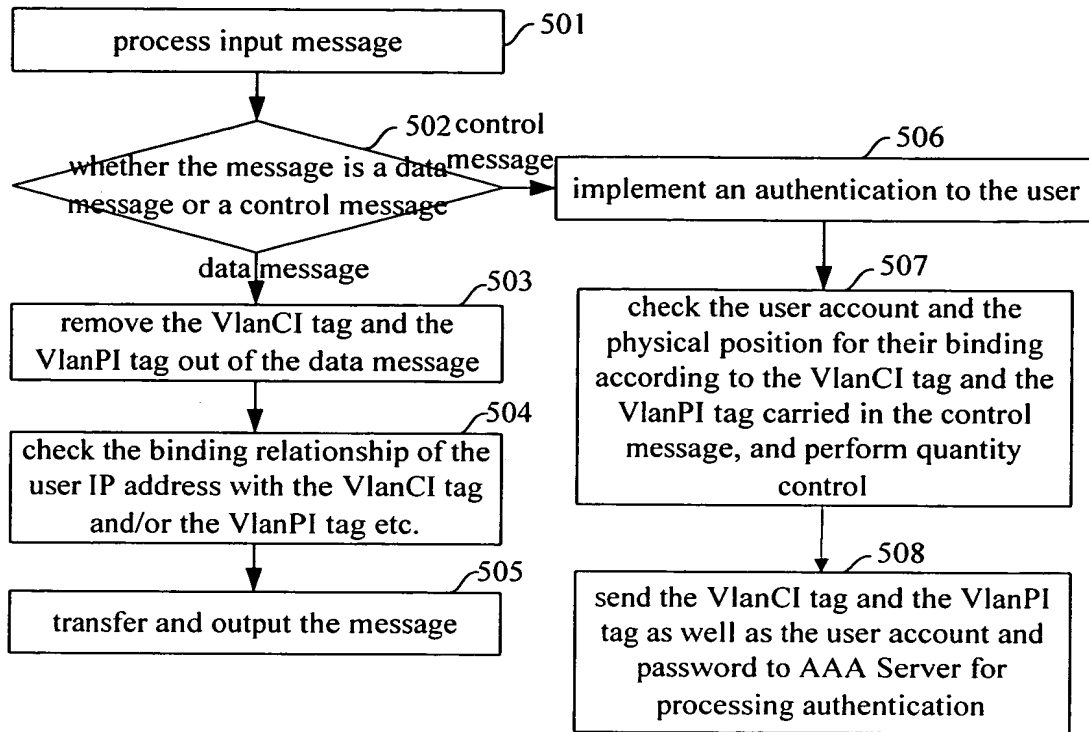 process input message
501
502
control
message
whether the message is a data
message or a control message
data message
503
remove the VlanCI tag and the
VlanPI tag out of the data message
504
check the binding relationship of the
user IP address with the VlanCI tag
and/or the VlanPI tag etc.
505
transfer and output the message
506
implement an authentication to the user
507
check the user account and the
physical position for their binding
according to the VlanCI tag and the
VlanPI tag carried in the control
message, and perform quantity
control
508
send the VlanCI tag and the VlanPI
tag as well as the user account and
password to AAA Server for
processing authentication